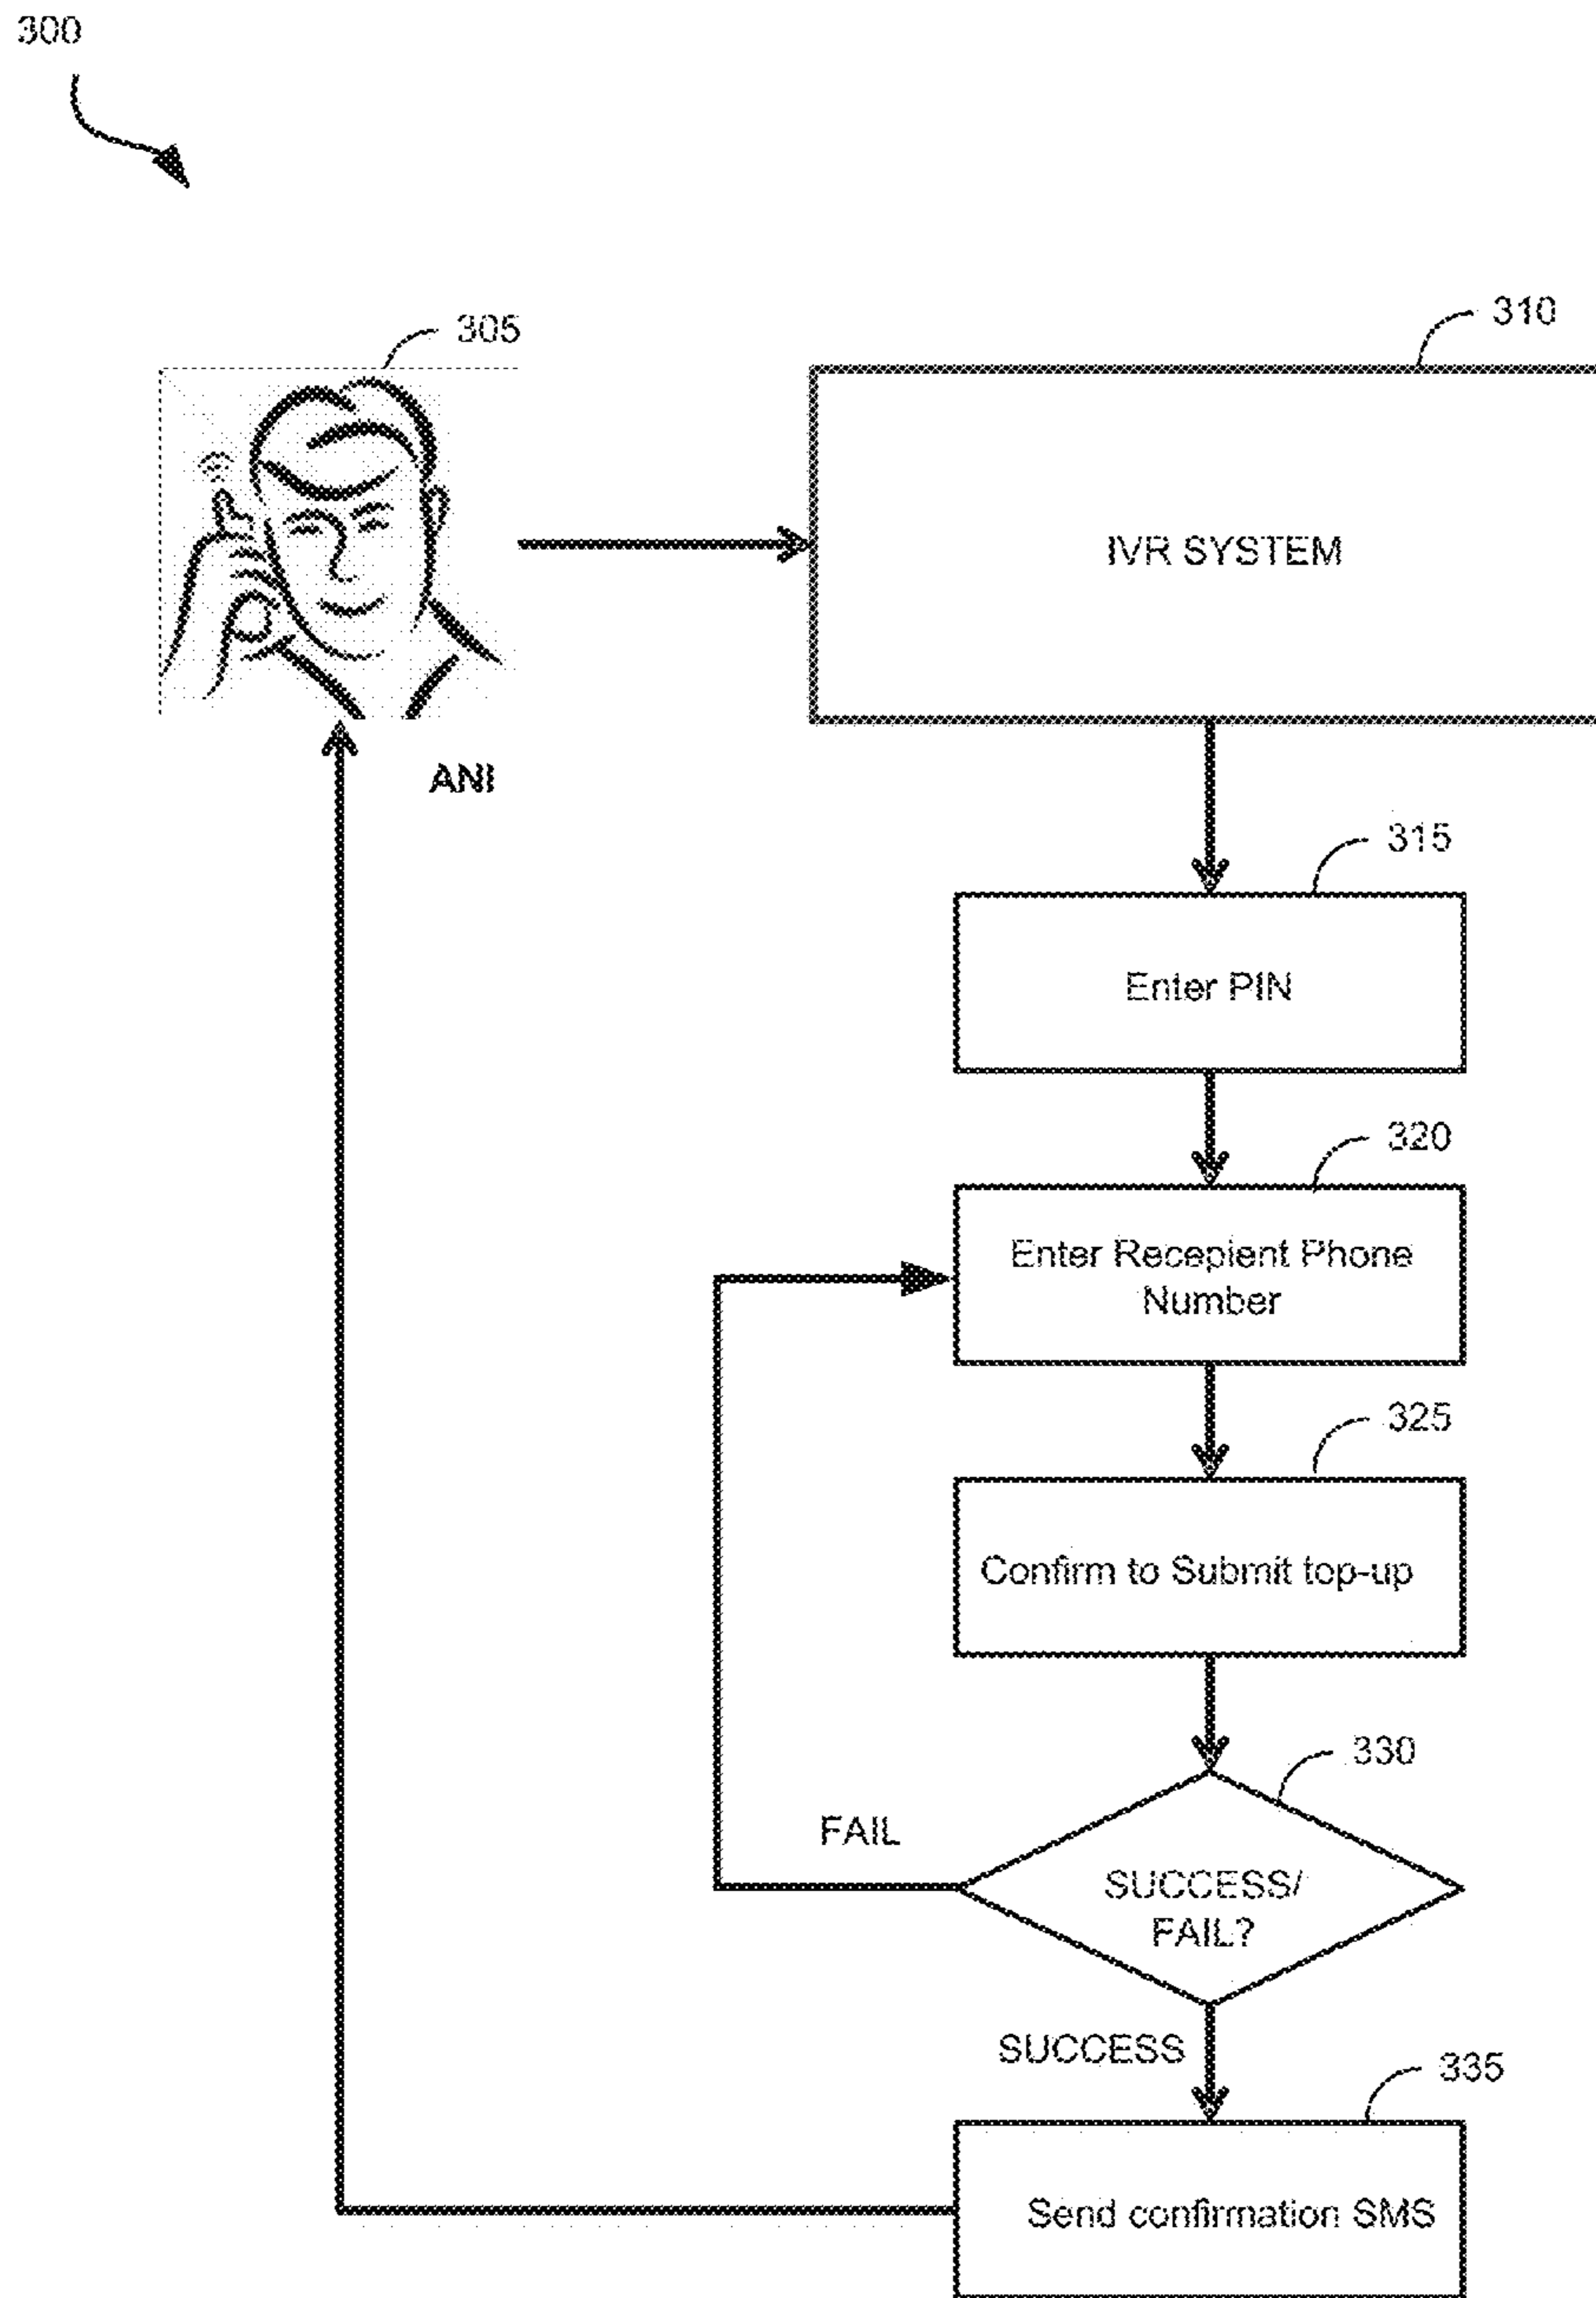 300
305
310
IVR SYSTEM
ANI
315
Enter PIN
320
Enter Recepient Phone
Number
325
Confirm to Submit top-up
330
FAIL
SUCCESS/
FAIL?
SUCCESS
335
Send confirmation SMS